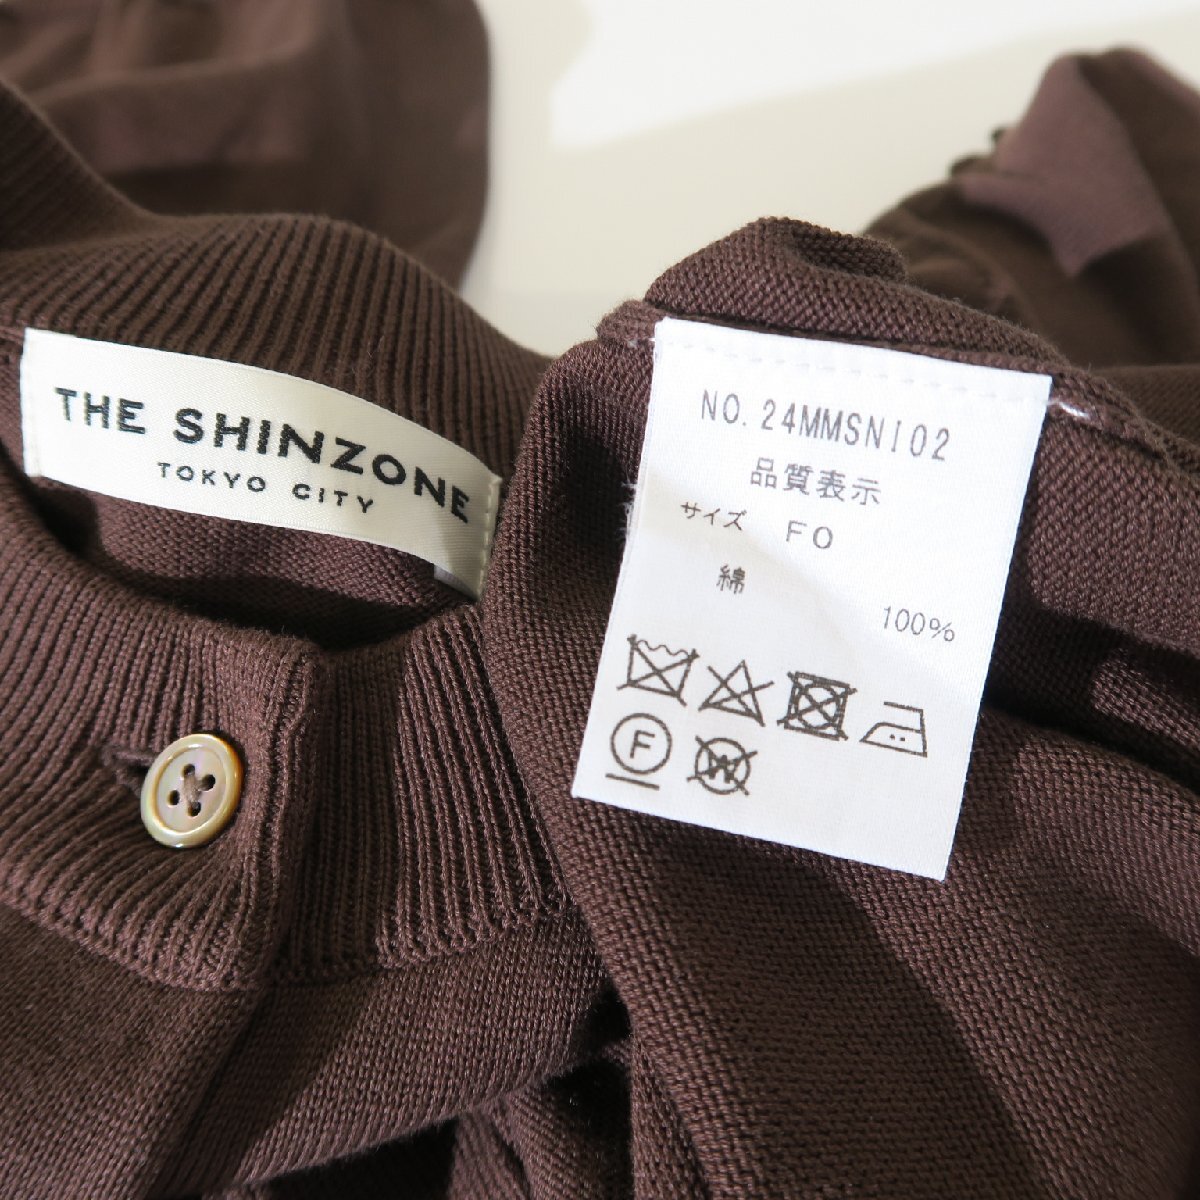 THE SHINZONE
TOKYO CITY
NO. 24MMSNI02
品質表示
サイズ FO
綿 100%
F W